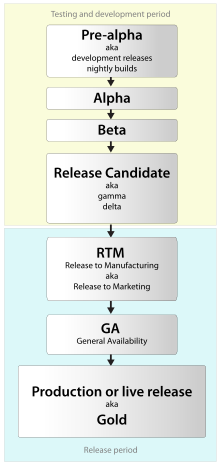 Testing and development period
Pre-alpha
aka
development releases
nightly builds
Alpha
Beta
Release Candidate
aka
gamma
delta
RTM
Release to Manufacturing
aka
Release to Marketing
GA
General Availability
Production or live release
aka
Gold
Release period